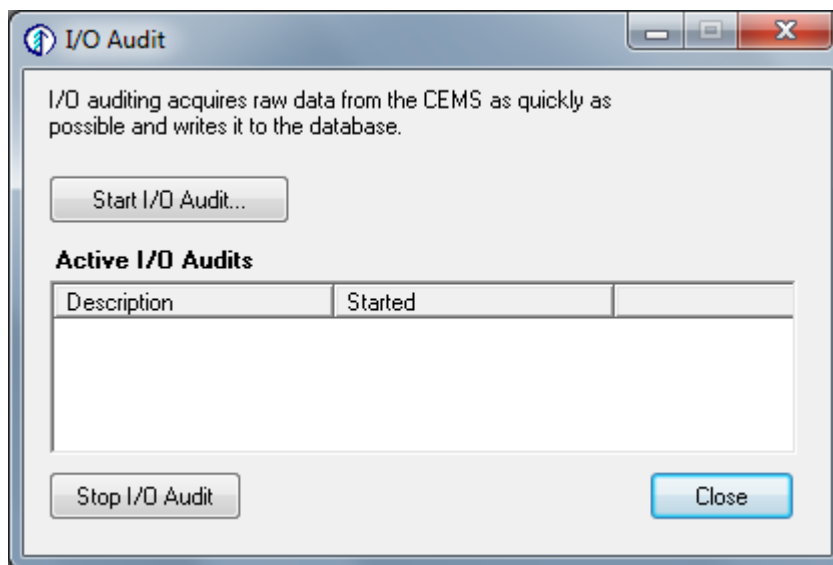 I/O Audit
I/O auditing acquires raw data from the CEMS as quickly as
possible and writes it to the database.
Start I/O Audit...
Active I/O Audits
Description Started
Stop I/O Audit Close